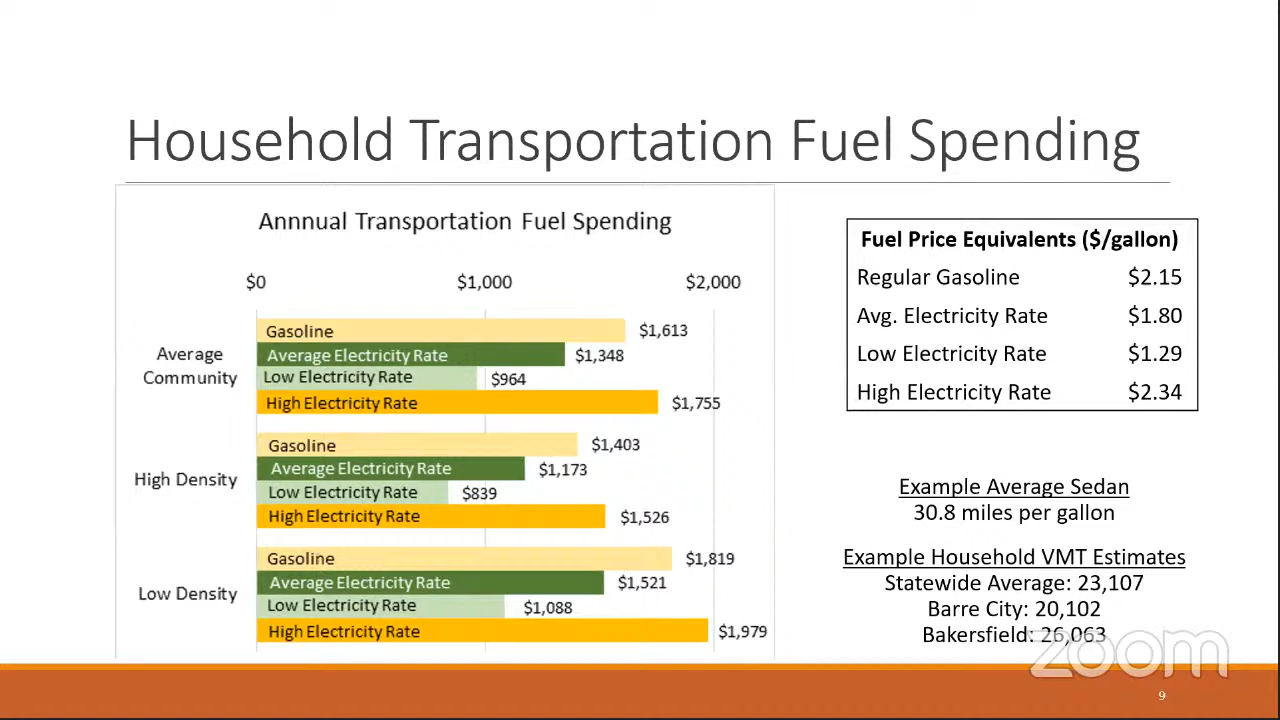 Household Transportation Fuel Spending
Annnual Transportation Fuel Spending
$0 $1,000 $2,000
Average
Community
Gasoline $1,613
Average Electricity Rate $1,348
Low Electricity Rate $964
High Electricity Rate $1,755
High Density
Gasoline $1,403
Average Electricity Rate $1,173
Low Electricity Rate $839
High Electricity Rate $1,526
Low Density
Gasoline $1,819
Average Electricity Rate $1,521
Low Electricity Rate $1,088
High Electricity Rate $1,979
Fuel Price Equivalents ($/gallon)
Regular Gasoline $2.15
Avg. Electricity Rate $1.80
Low Electricity Rate $1.29
High Electricity Rate $2.34
Example Average Sedan
30.8 miles per gallon
Example Household VMT Estimates
Statewide Average: 23,107
Barre City: 20,102
Bakersfield: 26,063
zoom
9